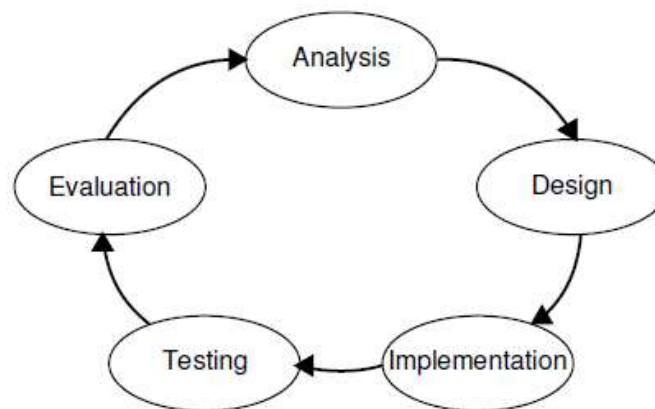 Analysis
Design
Implementation
Testing
Evaluation